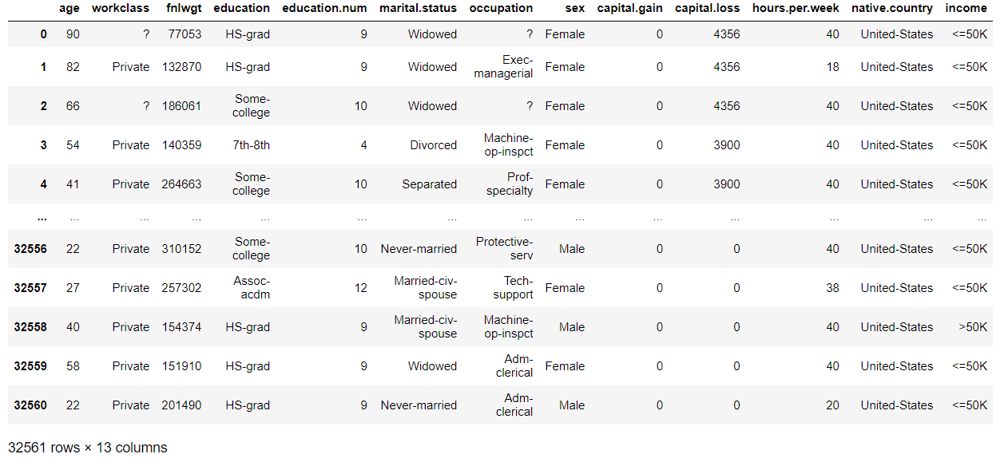 age workclass fnlwgt education education.num marital.status occupation sex capital.gain capital.loss hours.per.week native.country income
0 90 ? 77053 HS-grad 9 Widowed ? Female 0 4356 40 United-States <=50K
1 82 Private 132870 HS-grad 9 Widowed Exec-managerial Female 0 4356 18 United-States <=50K
2 66 ? 186061 Some-college 10 Widowed ? Female 0 4356 40 United-States <=50K
3 54 Private 140359 7th-8th 4 Divorced Machine-op-inspct Female 0 3900 40 United-States <=50K
4 41 Private 264663 Some-college 10 Separated Prof-specialty Female 0 3900 40 United-States <=50K
... ... ... ... ... ... ... ... ... ... ... ... ... ...
32556 22 Private 310152 Some-college 10 Never-married Protective-serv Male 0 0 40 United-States <=50K
32557 27 Private 257302 Assoc-acdm 12 Married-civ-spouse Tech-support Female 0 0 38 United-States <=50K
32558 40 Private 154374 HS-grad 9 Married-civ-spouse Machine-op-inspct Male 0 0 40 United-States >50K
32559 58 Private 151910 HS-grad 9 Widowed Adm-clerical Female 0 0 40 United-States <=50K
32560 22 Private 201490 HS-grad 9 Never-married Adm-clerical Male 0 0 20 United-States <=50K
32561 rows × 13 columns